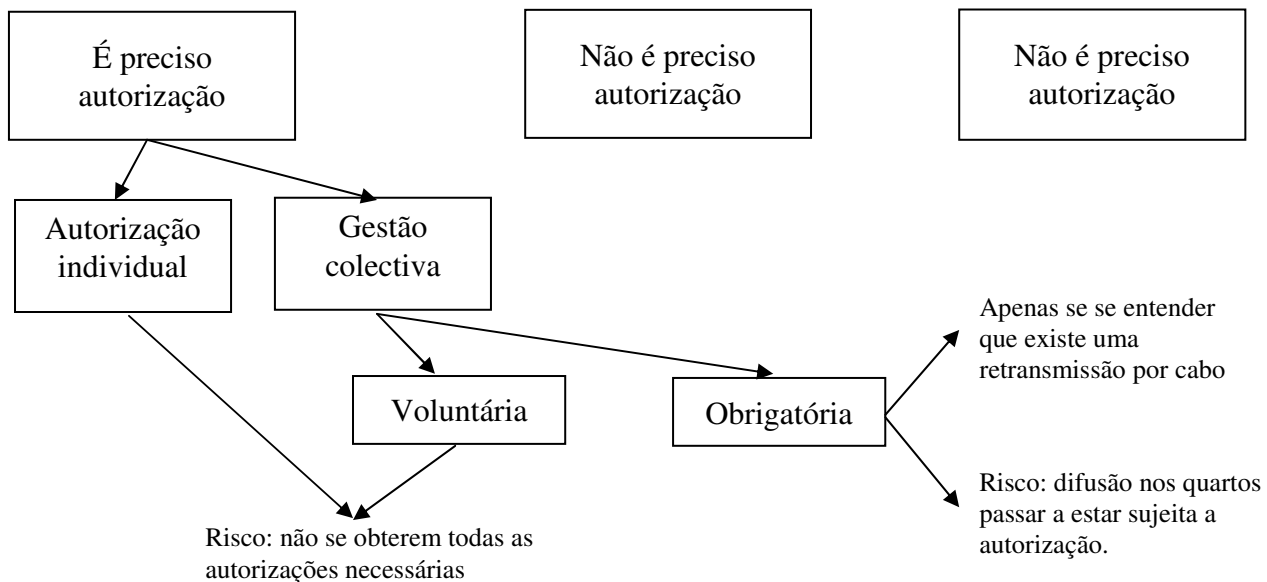 É preciso
autorização
Não é preciso
autorização
Não é preciso
autorização
Autorização
individual
Gestão
colectiva
Apenas se se entender
que existe uma
retransmissão por cabo
Voluntária
Obrigatória
Risco: difusão nos quartos
passar a estar sujeita a
autorização.
Risco: não se obterem todas as
autorizações necessárias